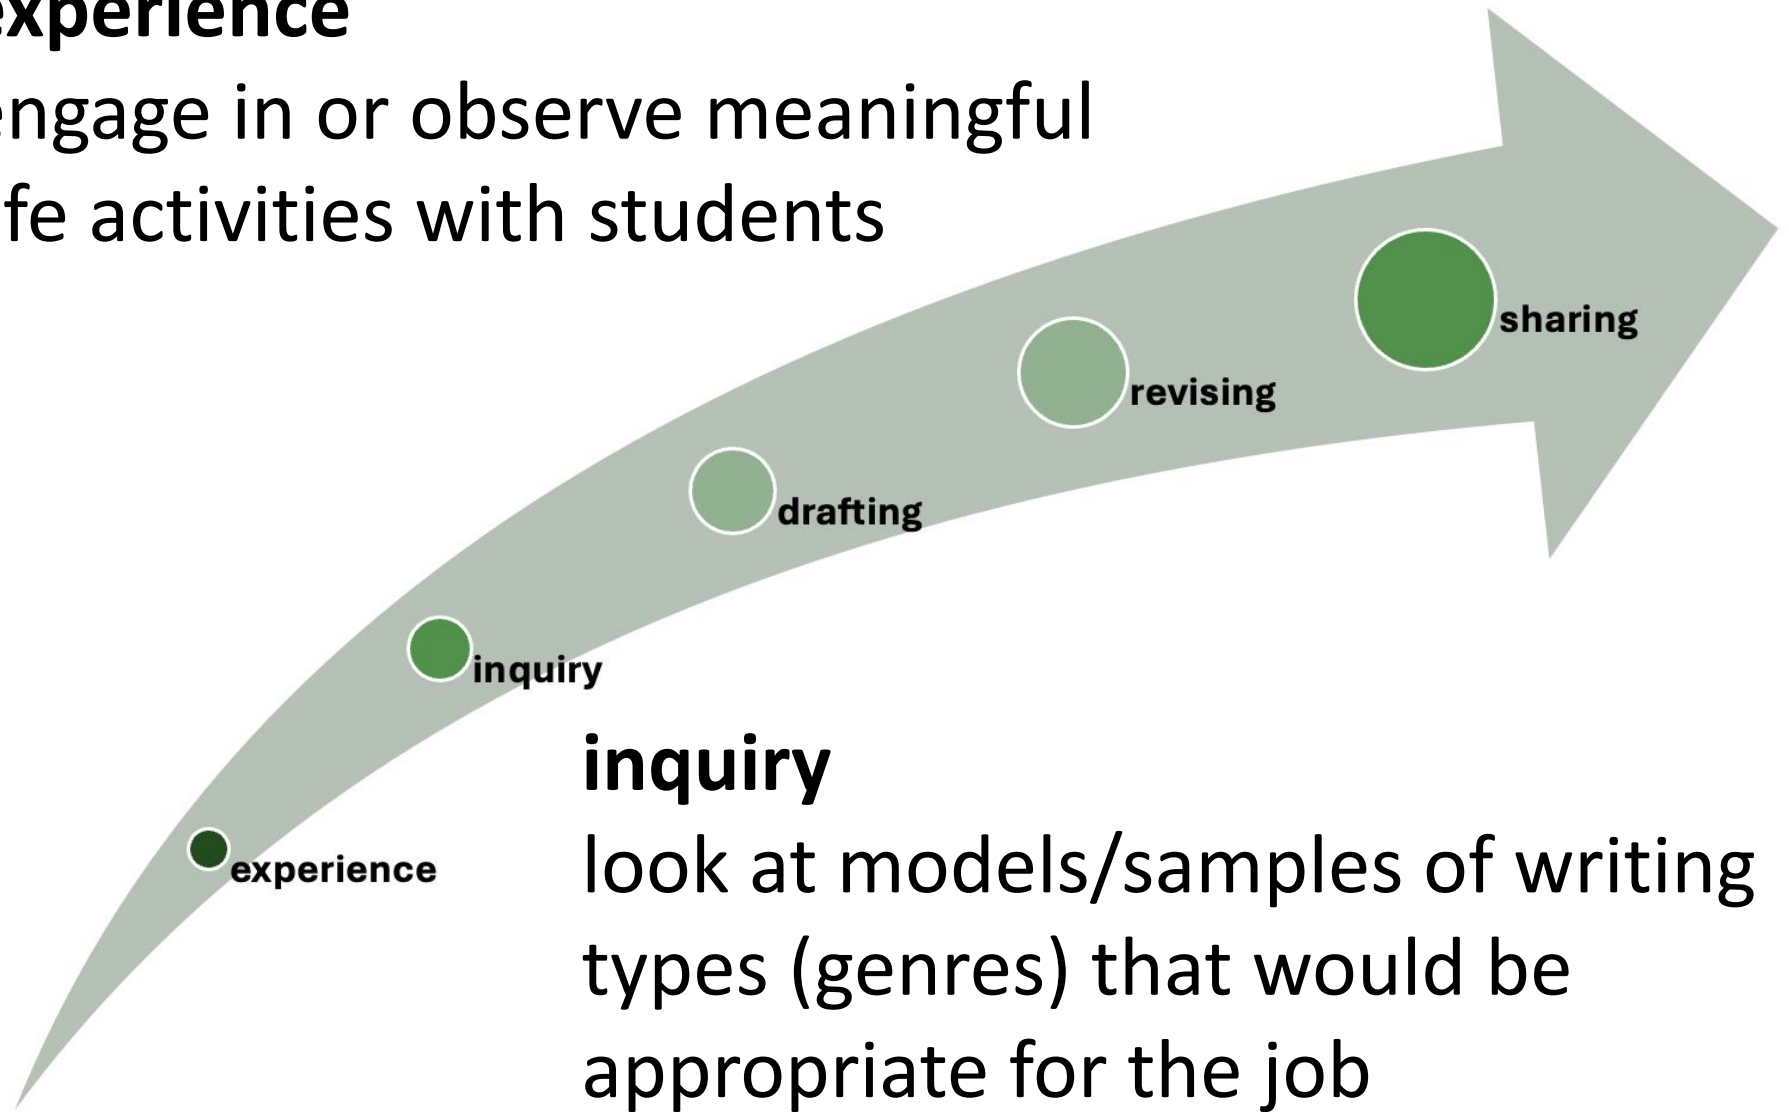 experience
engage in or observe meaningful
ife activities with students
sharing
revising
drafting
inquiry
experience
inquiry
look at models/samples of writing
types (genres) that would be
appropriate for the job